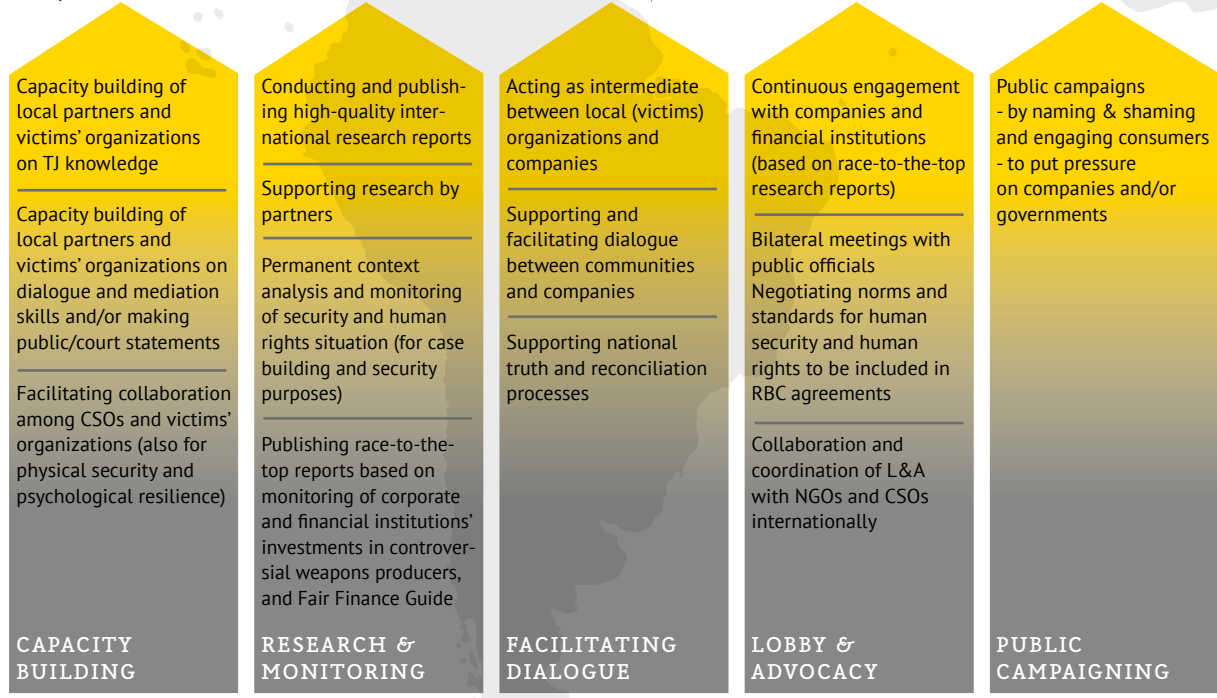 Capacity building of
local partners and
victims' organizations
on TJ knowledge
Capacity building of
local partners and
victims' organizations on
dialogue and mediation
skills and/or making
public/court statements
Facilitating collaboration
among CSOs and victims'
organizations (also for
physical security and
psychological resilience)
CAPACITY
BUILDING
Conducting and publish-
ing high-quality inter-
national research reports
Supporting research by
partners
Permanent context
analysis and monitoring
of security and human
rights situation (for case
building and security
purposes)
Publishing race-to-the-
top reports based on
monitoring of corporate
and financial institutions'
investments in controver-
sial weapons producers,
and Fair Finance Guide
RESEARCH &
MONITORING
Acting as intermediate
between local (victims)
organizations and
companies
Supporting and
facilitating dialogue
between communities
and companies
Supporting national
truth and reconciliation
processes
FACILITATING
DIALOGUE
Continuous engagement
with companies and
financial institutions
(based on race-to-the-top
research reports)
Bilateral meetings with
public officials
Negotiating norms and
standards for human
security and human
rights to be included in
RBC agreements
Collaboration and
coordination of L&A
with NGOs and CSOs
internationally
LOBBY &
ADVOCACY
Public campaigns
- by naming & shaming
and engaging consumers
- to put pressure
on companies and/or
governments
PUBLIC
CAMPAIGNING